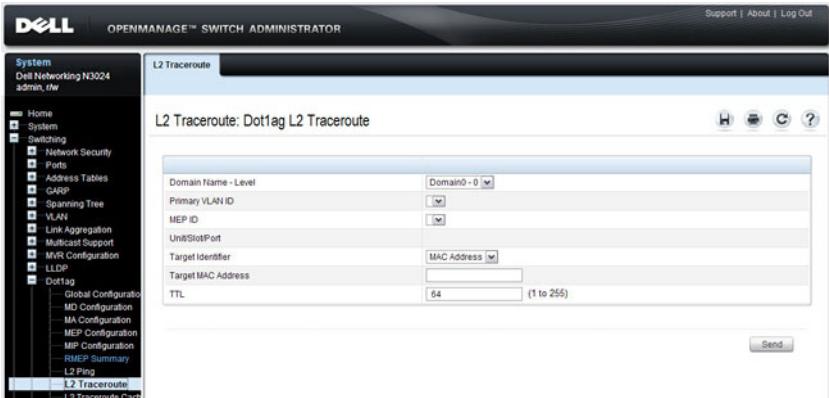 Support | About | Log Out
DELL OPENMANAGE™ SWITCH ADMINISTRATOR
System
Dell Networking N3024
admin, r/w
L2 Traceroute
Home
System
Switching
Network Security
Ports
Address Tables
GARP
Spanning Tree
VLAN
Link Aggregation
Multicast Support
MVR Configuration
LLDP
Dot1ag
Global Configuratio
MD Configuration
MA Configuration
MEP Configuration
MIP Configuration
RMEP Summary
L2 Ping
L2 Traceroute
L2 Traceroute Cach
L2 Traceroute: Dot1ag L2 Traceroute
?
Domain Name - Level Domain0 - 0
Primary VLAN ID
MEP ID
Unit/Slot/Port
Target Identifier MAC Address
Target MAC Address
TTL 64 (1 to 255)
Send